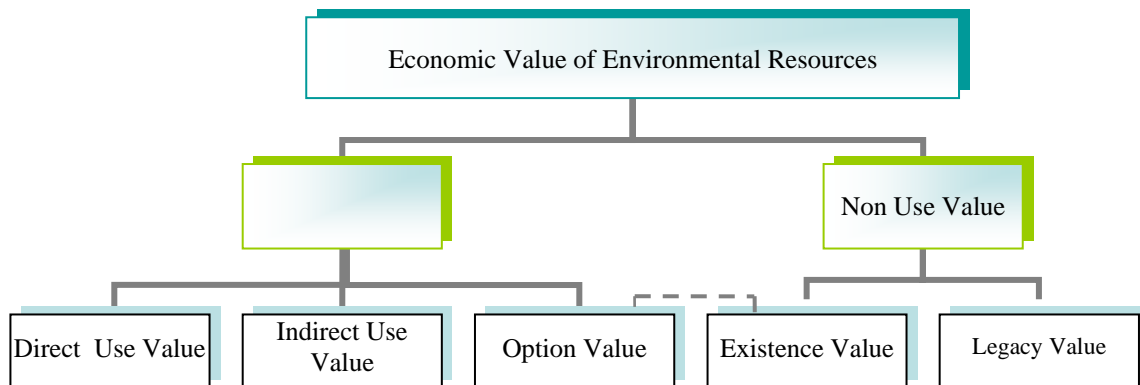 Economic Value of Environmental Resources
Non Use Value
Direct Use Value
Indirect Use
Value
Option Value
Existence Value
Legacy Value